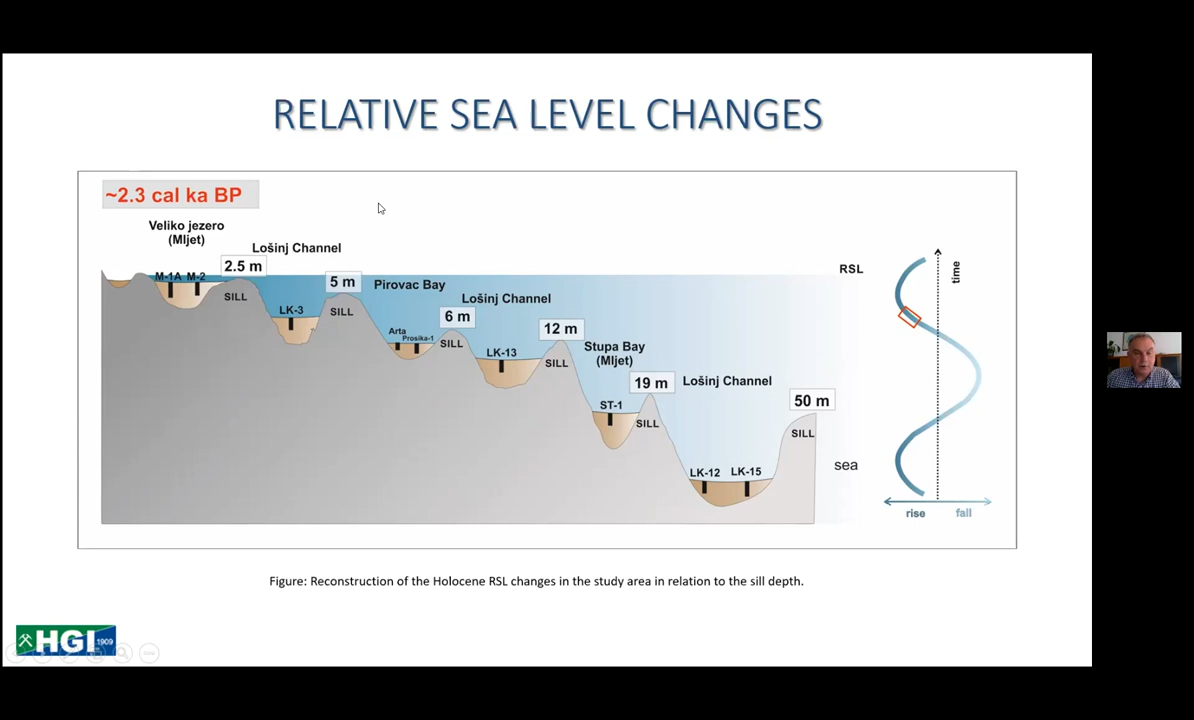 RELATIVE SEA LEVEL CHANGES
~2.3 cal ka BP
Veliko jezero
(Mljet)
M-1A M-2
Lošinj Channel
2.5 m
SILL
LK-3
5 m
SILL
Pirovac Bay
Arta
Prosika-1
Lošinj Channel
6 m
SILL
LK-13
12 m
SILL
Stupa Bay
(Mljet)
ST-1
19 m
SILL
Lošinj Channel
LK-12 LK-15
50 m
SILL
sea
RSL
time
rise fall
Figure: Reconstruction of the Holocene RSL changes in the study area in relation to the sill depth.
HGI 1909